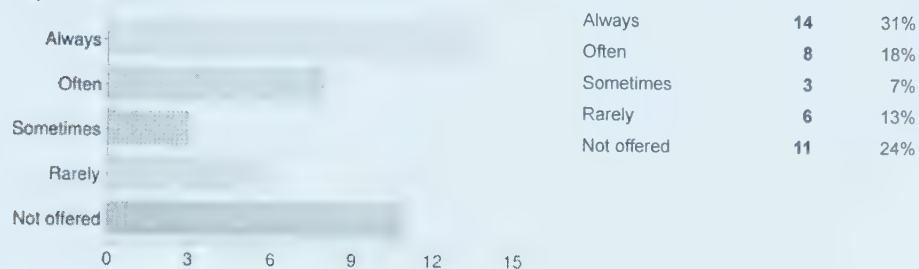 Always
Often
Sometimes
Rarely
Not offered
0 3 6 9 12 15
Always 14 31%
Often 8 18%
Sometimes 3 7%
Rarely 6 13%
Not offered 11 24%